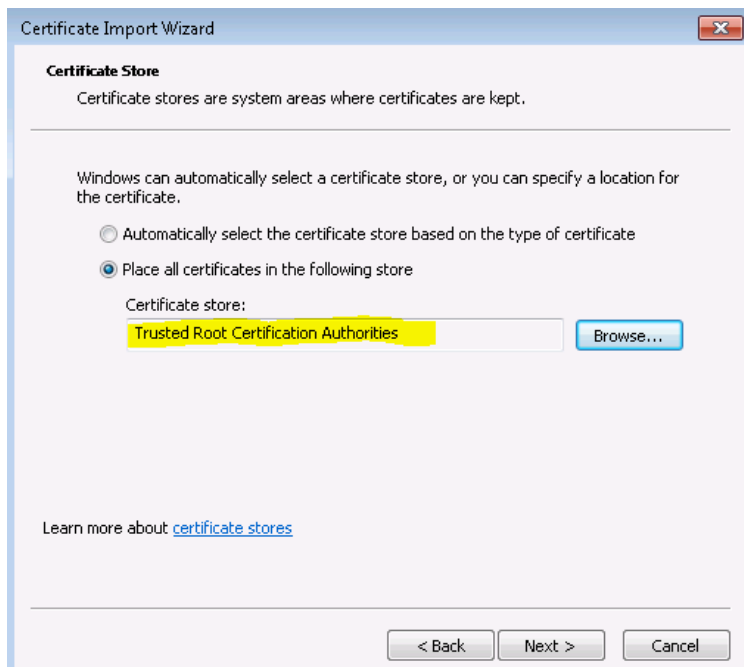 Certificate Import Wizard
Certificate Store
Certificate stores are system areas where certificates are kept.
Windows can automatically select a certificate store, or you can specify a location for
the certificate.
Automatically select the certificate store based on the type of certificate
Place all certificates in the following store
Certificate store:
Trusted Root Certification Authorities
Browse...
Learn more about certificate stores
< Back
Next >
Cancel